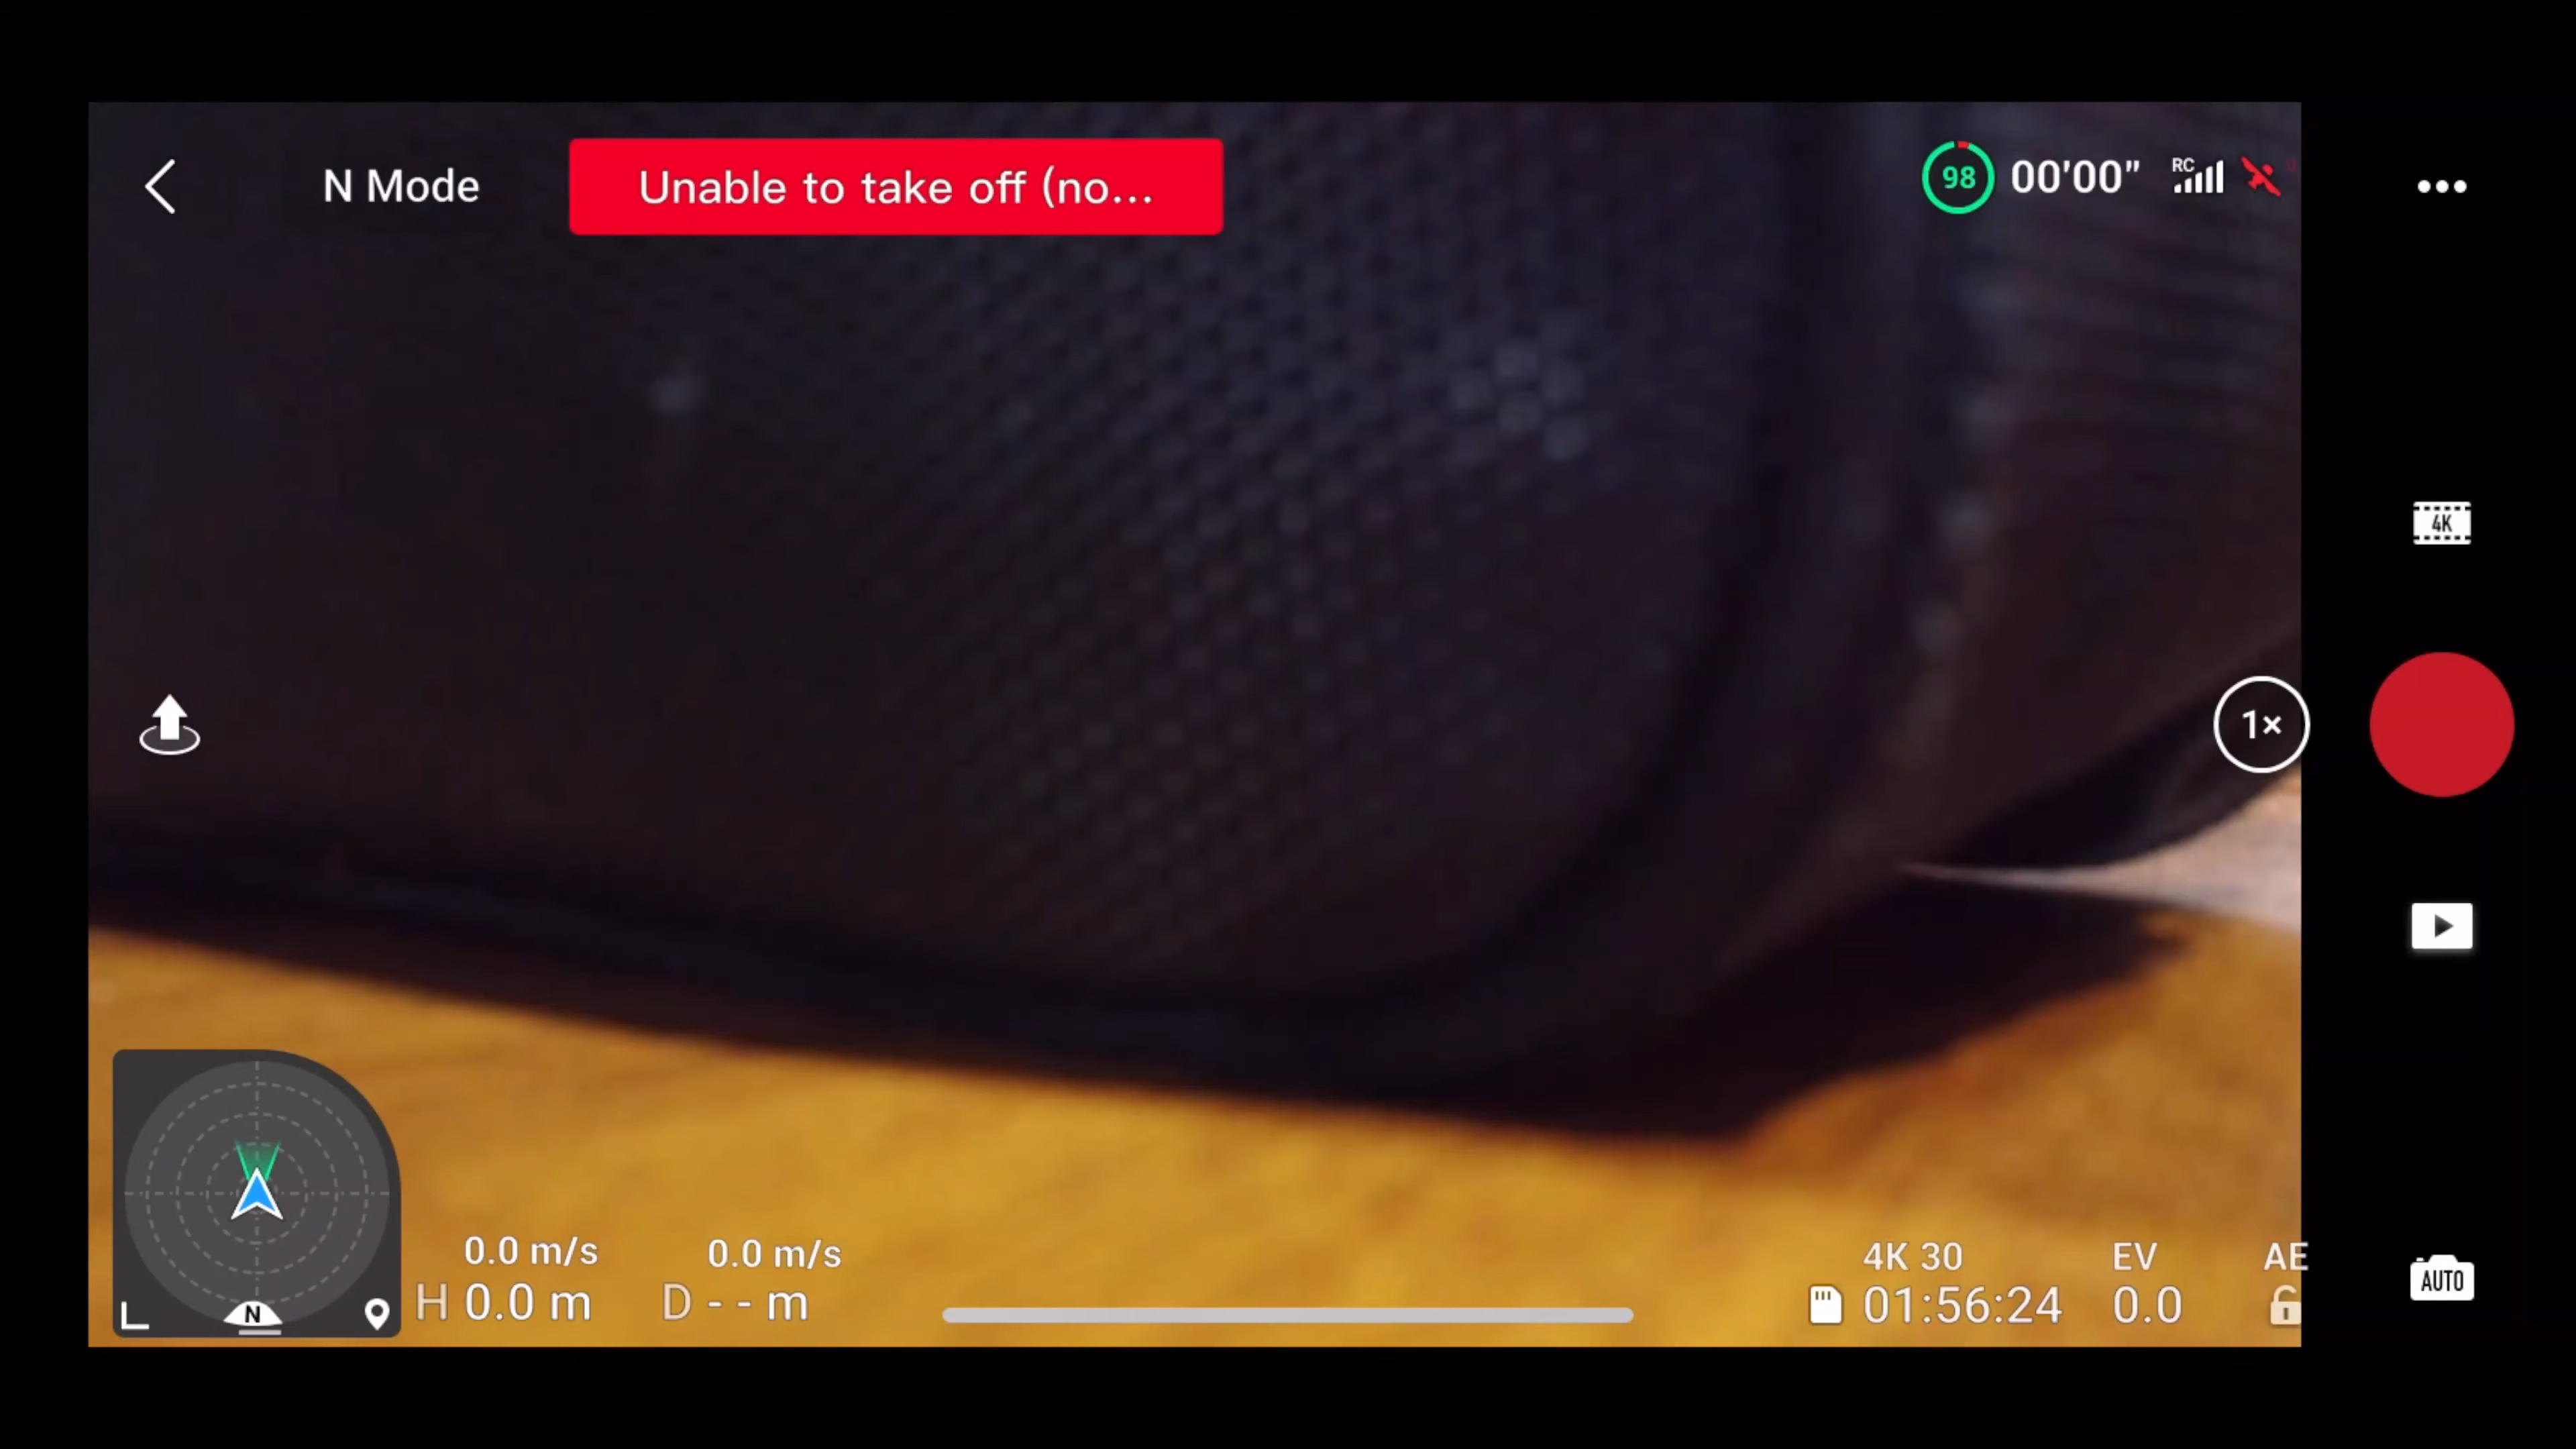 N Mode
Unable to take off (no...
98
00'00"
RC
0
4K
1×
0.0 m/s
0.0 m/s
H 0.0 m
D - - m
N
4K 30
01:56:24
EV
0.0
AE
AUTO